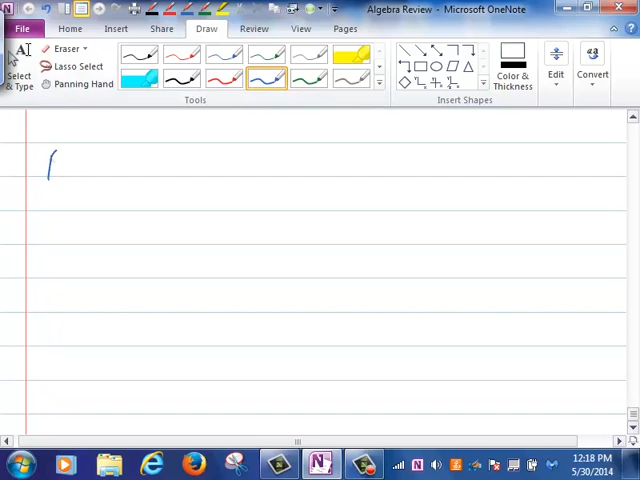 Algebra Review - Microsoft OneNote
File Home Insert Share Draw Review View Pages
Select & Type
Eraser
Lasso Select
Panning Hand
Color & Thickness
Edit
Convert
Tools
Insert Shapes
12:18 PM
5/30/2014